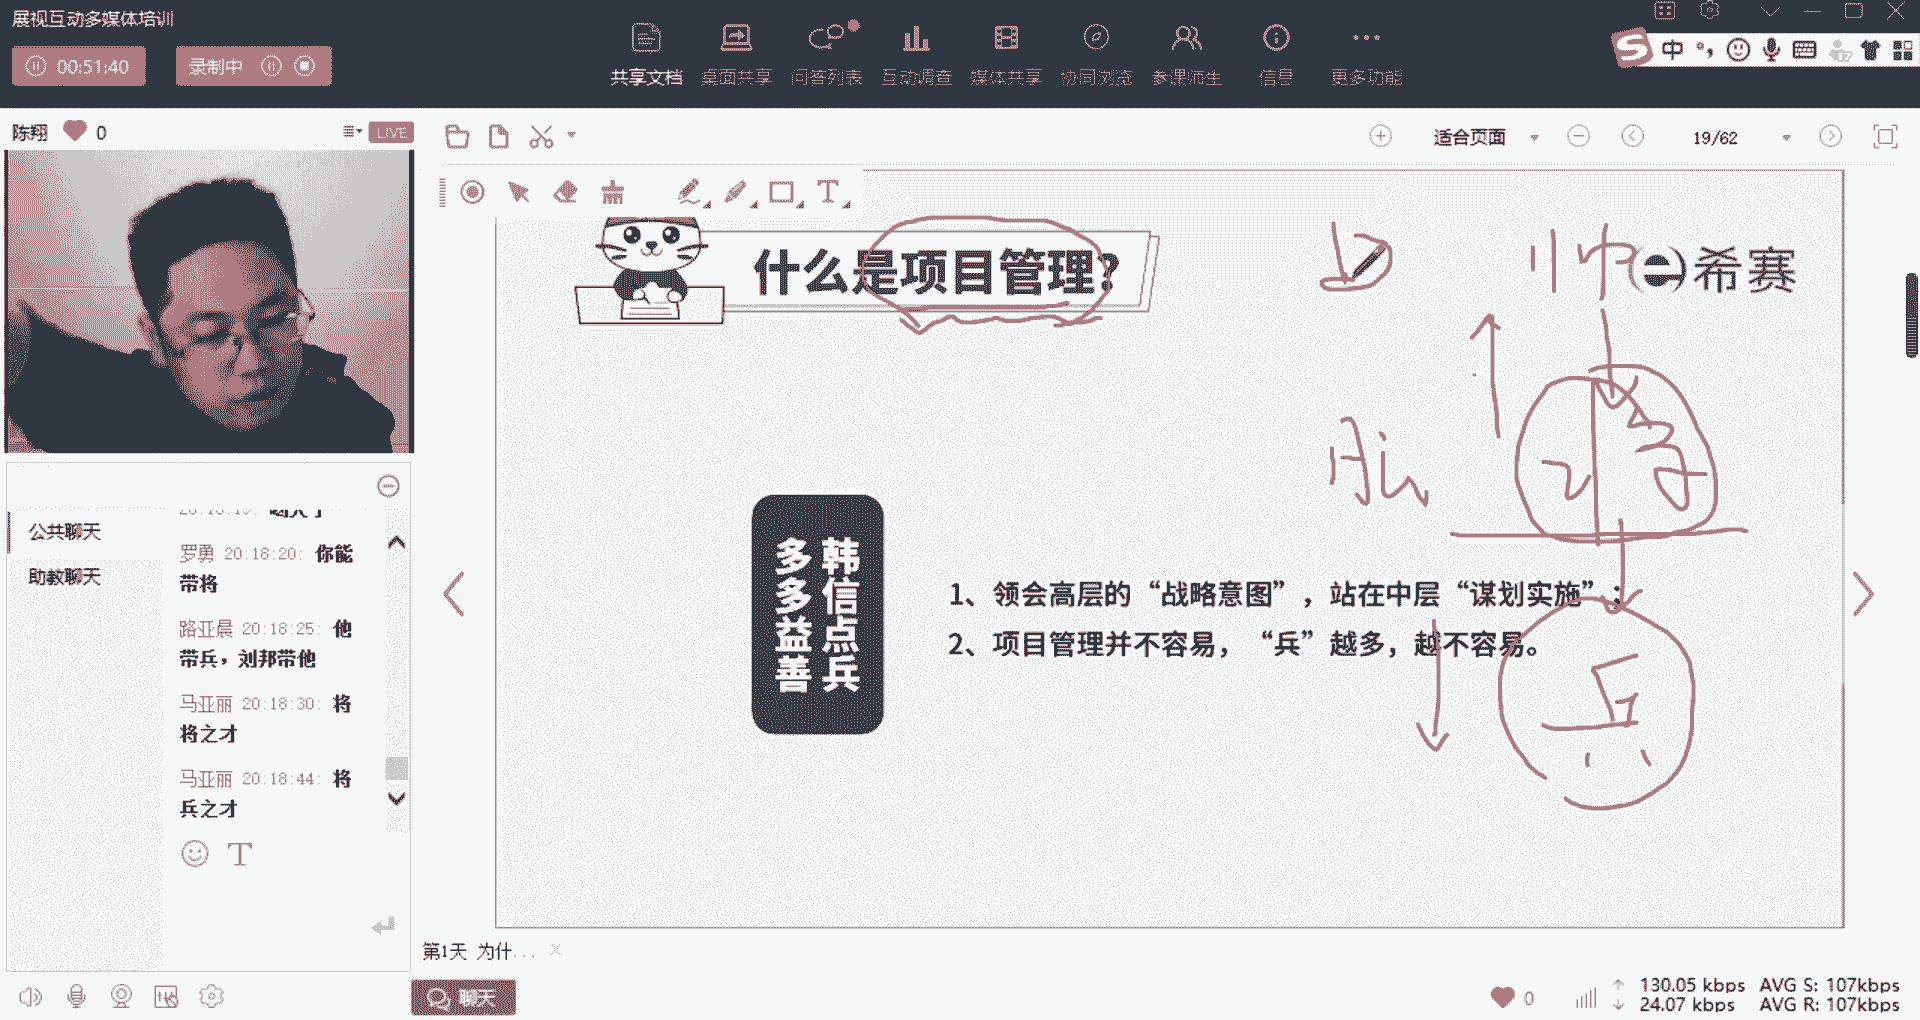 展视互动多媒体培训
00:51:40
录制中
共享文档 桌面共享 问答列表 互动调查 媒体共享 协同浏览 参课师生 信息 更多功能
中
陈翔 0
LIVE
适合页面
19/62
T
什么是项目管理?
希赛
帅
将
兵
韩信点兵
多多益善
1、领会高层的“战略意图”，站在中层“谋划实施”；
2、项目管理并不容易，“兵”越多，越不容易。
公共聊天
助教聊天
罗勇 20:18:20: 你能
带将
路亚晨 20:18:25: 他
带兵，刘邦带他
马亚丽 20:18:30: 将
将之才
马亚丽 20:18:44: 将
兵之才
T
第1天 为什...
聊天
0
130.05 kbps AVG S: 107kbps
24.07 kbps AVG R: 107kbps